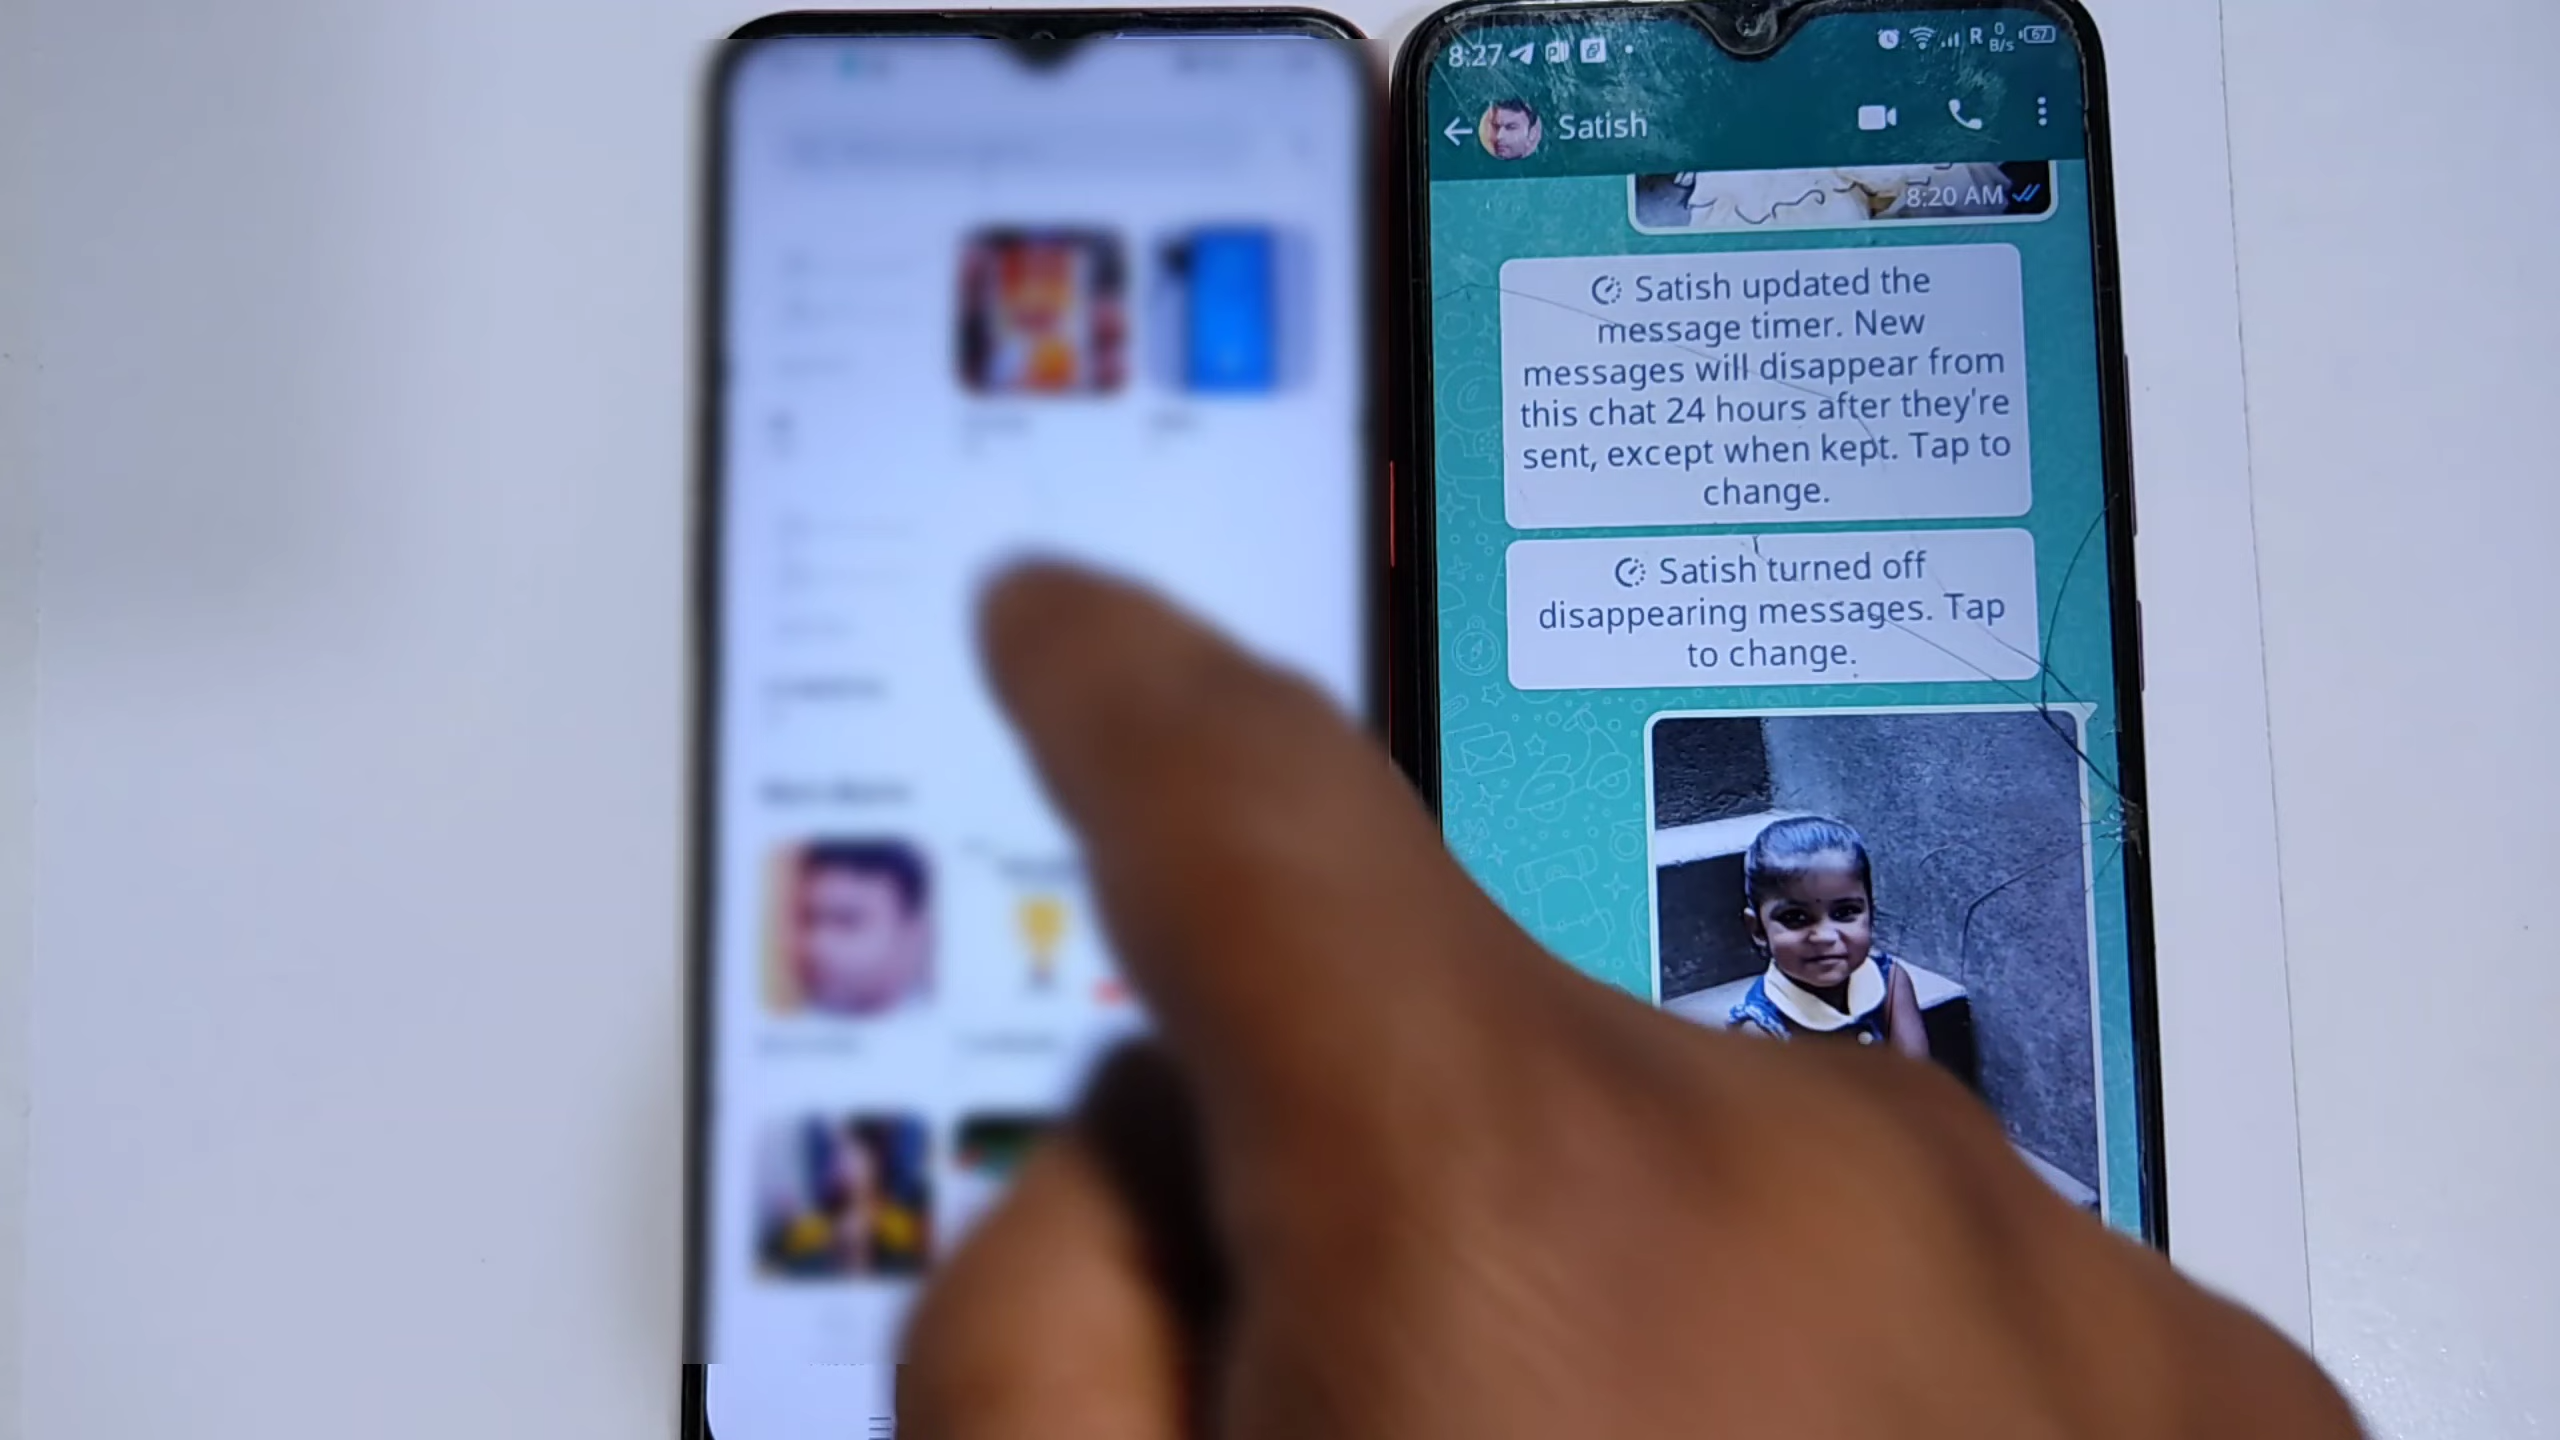 8:27
R
0
B/s
67
Satish
8:20 AM
Satish updated the
message timer. New
messages will disappear from
this chat 24 hours after they're
sent, except when kept. Tap to
change.
Satish turned off
disappearing messages. Tap
to change.